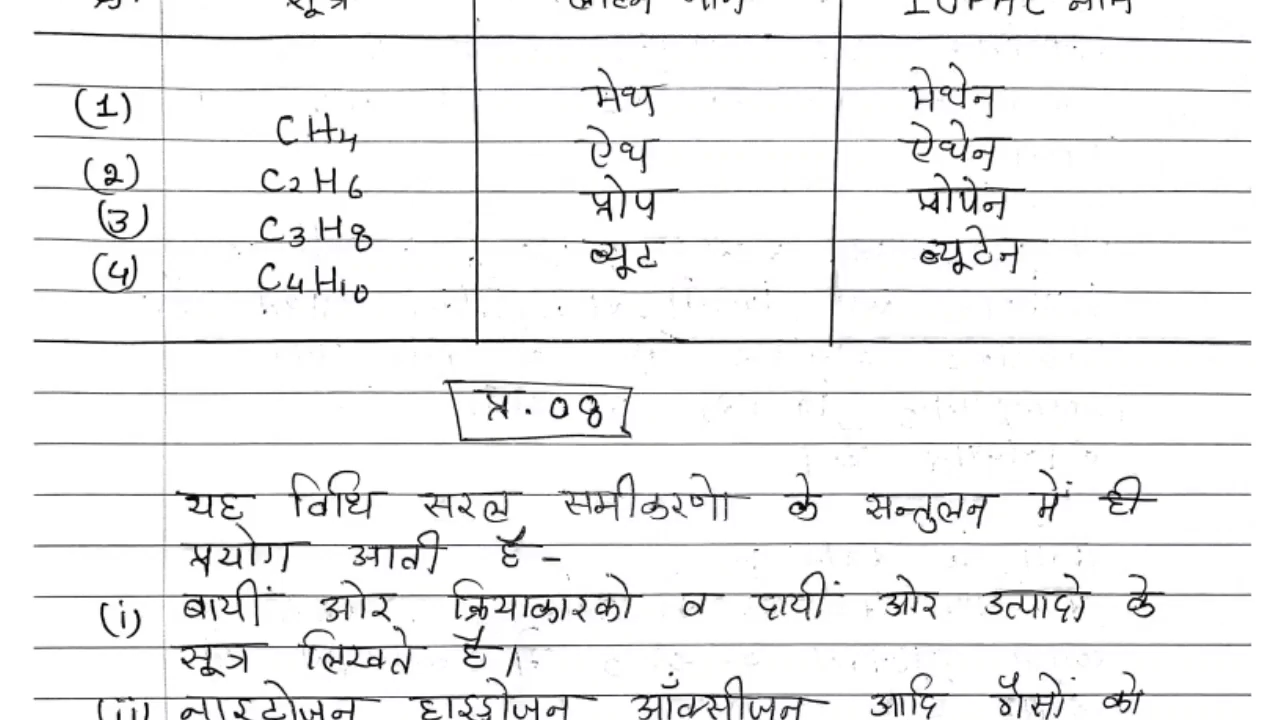 सूत्र IUPAC नाम
(1) CH4 मेथ मेथेन
(2) C2H6 ऐथ ऐथेन
(3) C3H8 प्रोप प्रोपेन
(4) C4H10 ब्यूट ब्यूटेन
प्र. 08
यह विधि सरल समीकरणो के सन्तुलन में ही
प्रयोग आती है -
(i) बायीं ओर क्रियाकारको व दायीं ओर उत्पादो के
सूत्र लिखते है।
(ii) नाइट्रोजन हाइड्रोजन ऑक्सीजन आदि गैसों को